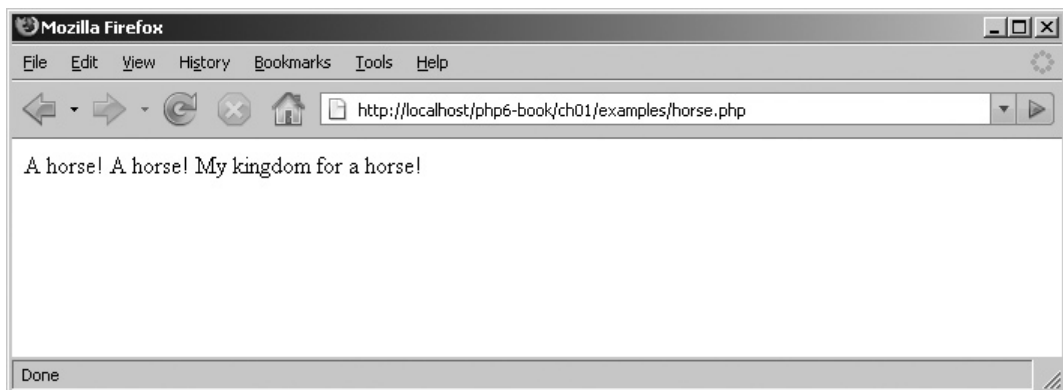 Mozilla Firefox
File Edit View History Bookmarks Tools Help
http://localhost/php6-book/ch01/examples/horse.php
A horse! A horse! My kingdom for a horse!
Done